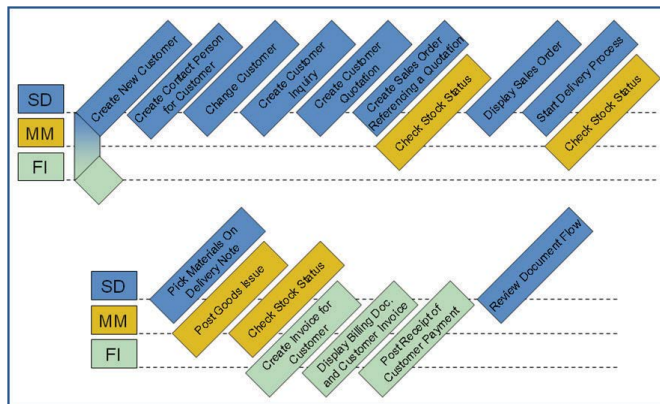 SD
MM
FI
Create New Customer
Create Contact Person
for Customer
Change Customer
Create Customer
Inquiry
Create Customer
Quotation
Create Sales Order
Referencing a Quotation
Check Stock Status
Display Sales Order
Start Delivery Process
Check Stock Status
SD
MM
FI
Pick Materials On
Delivery Note
Post Goods Issue
Check Stock Status
Create Invoice for
Customer
Display Billing Doc.
and Customer Invoice
Post Receipt of
Customer Payment
Review Document Flow